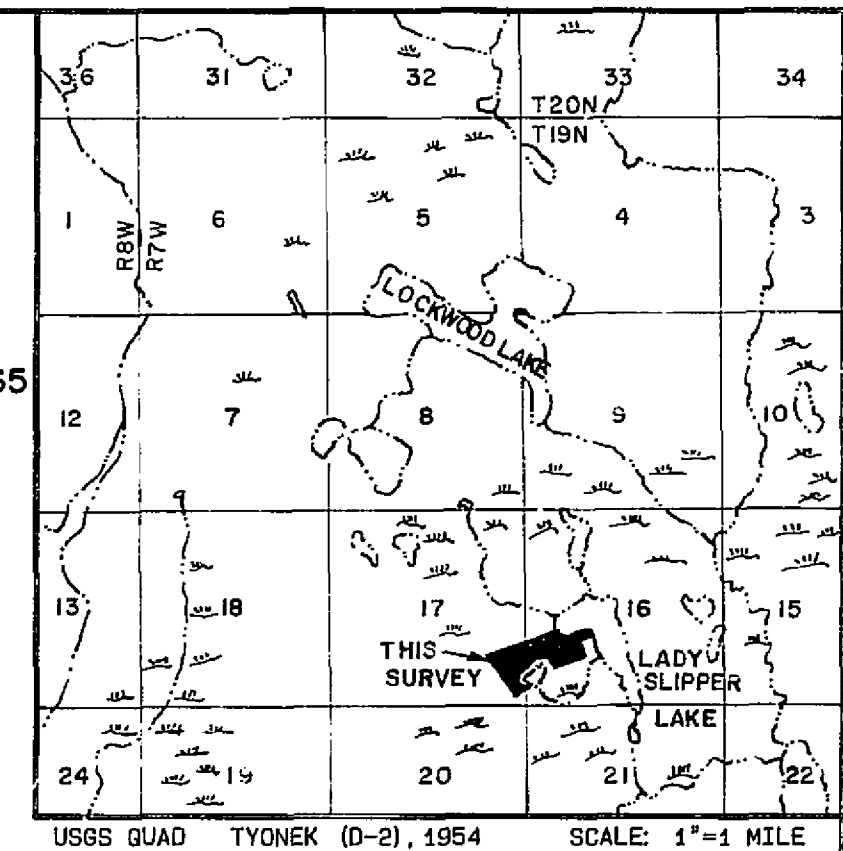 36 31 32 33 34
T20N
T19N
1 6 5 4 3
R8W R7W
LOCKWOOD LAKE
12 7 8 9 10
13 18 17 16 15
THIS
SURVEY
LADY
SLIPPER
LAKE
24 19 20 21 22
USGS QUAD TYONEK (D-2), 1954 SCALE: 1"=1 MILE